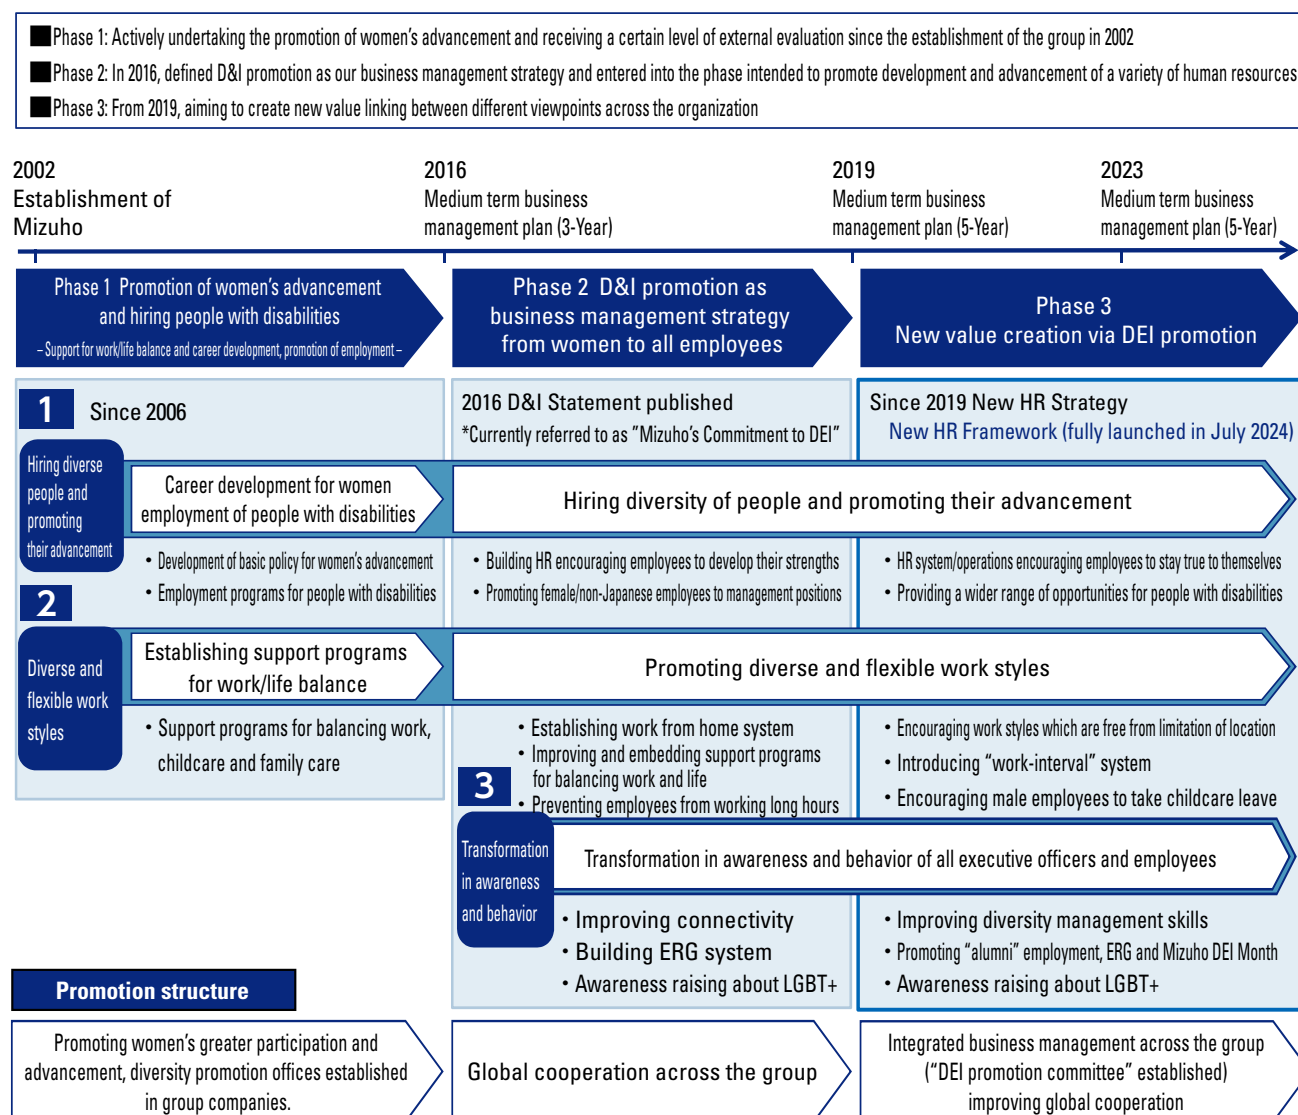 ■Phase 1: Actively undertaking the promotion of women's advancement and receiving a certain level of external evaluation since the establishment of the group in 2002
■Phase 2: In 2016, defined D&I promotion as our business management strategy and entered into the phase intended to promote development and advancement of a variety of human resources
■Phase 3: From 2019, aiming to create new value linking between different viewpoints across the organization
2002
Establishment of
Mizuho
2016
Medium term business
management plan (3-Year)
2019
Medium term business
management plan (5-Year)
2023
Medium term business
management plan (5-Year)
Phase 1 Promotion of women's advancement
and hiring people with disabilities
– Support for work/life balance and career development, promotion of employment –
Phase 2 D&I promotion as
business management strategy
from women to all employees
Phase 3
New value creation via DEI promotion
1
Since 2006
2016 D&I Statement published
*Currently referred to as "Mizuho's Commitment to DEI"
Since 2019 New HR Strategy
New HR Framework (fully launched in July 2024)
Hiring diverse
people and
promoting
their advancement
Career development for women
employment of people with disabilities
Hiring diversity of people and promoting their advancement
• Development of basic policy for women's advancement
• Employment programs for people with disabilities
• Building HR encouraging employees to develop their strengths
• Promoting female/non-Japanese employees to management positions
• HR system/operations encouraging employees to stay true to themselves
• Providing a wider range of opportunities for people with disabilities
2
Diverse and
flexible work
styles
Establishing support programs
for work/life balance
Promoting diverse and flexible work styles
• Support programs for balancing work,
childcare and family care
• Establishing work from home system
• Improving and embedding support programs
for balancing work and life
• Preventing employees from working long hours
• Encouraging work styles which are free from limitation of location
• Introducing "work-interval" system
• Encouraging male employees to take childcare leave
3
Transformation
in awareness
and behavior
Transformation in awareness and behavior of all executive officers and employees
• Improving connectivity
• Building ERG system
• Awareness raising about LGBT+
• Improving diversity management skills
• Promoting "alumni" employment, ERG and Mizuho DEI Month
• Awareness raising about LGBT+
Promotion structure
Promoting women's greater participation and
advancement, diversity promotion offices established
in group companies.
Global cooperation across the group
Integrated business management across the group
("DEI promotion committee" established)
improving global cooperation